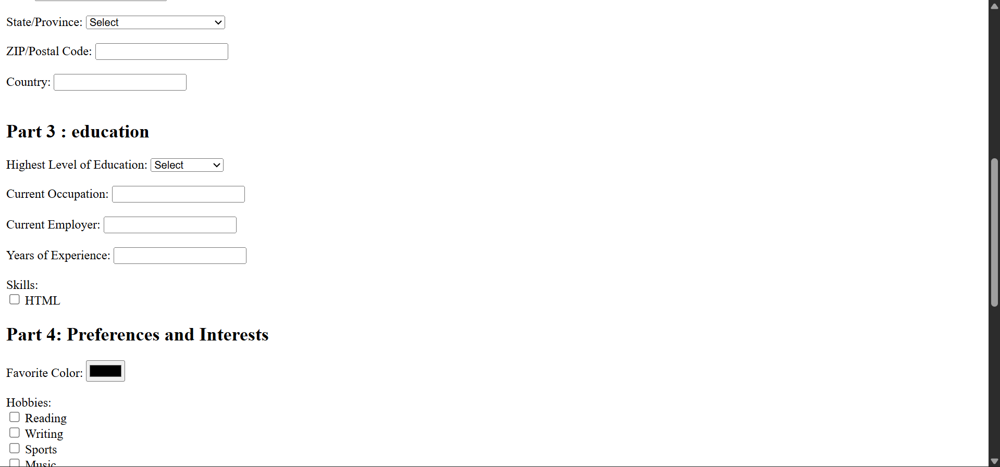 State/Province: Select
ZIP/Postal Code:
Country:
Part 3 : education
Highest Level of Education: Select
Current Occupation:
Current Employer:
Years of Experience:
Skills:
HTML
Part 4: Preferences and Interests
Favorite Color:
Hobbies:
Reading
Writing
Sports
Music